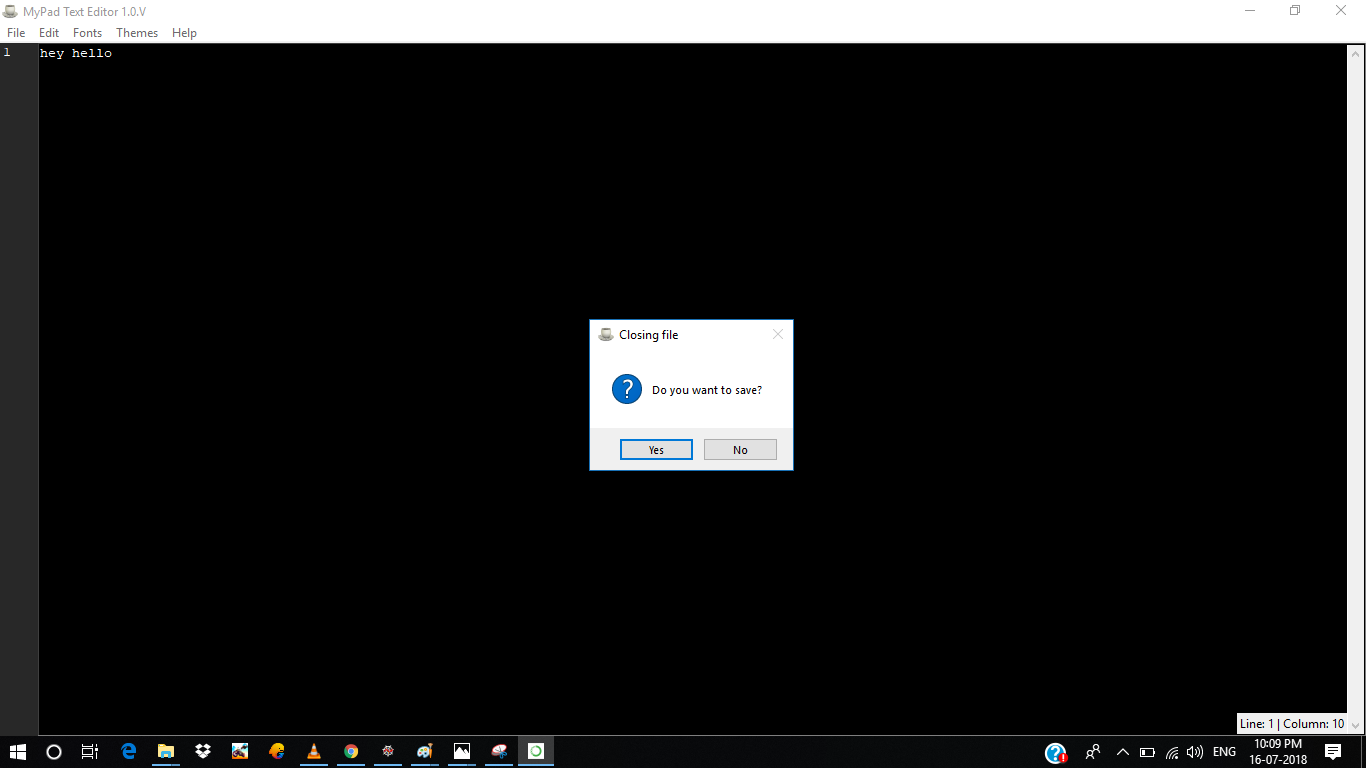 MyPad Text Editor 1.0.V
File Edit Fonts Themes Help
1 hey hello
Closing file
? Do you want to save?
Yes No
Line: 1 | Column: 10
ENG
10:09 PM
16-07-2018